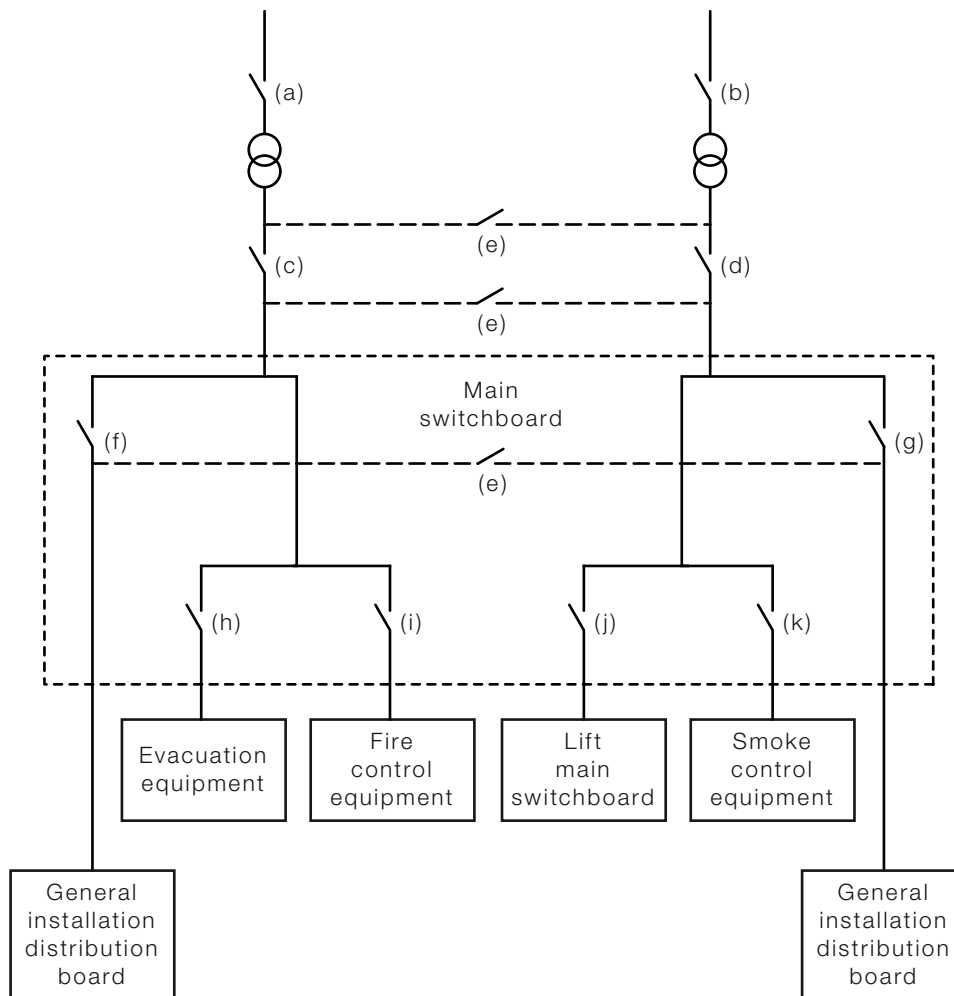 (a)
(b)
(e)
(c)
(d)
(e)
Main
switchboard
(f)
(g)
(e)
(h)
(i)
(j)
(k)
Evacuation
equipment
Fire
control
equipment
Lift
main
switchboard
Smoke
control
equipment
General
installation
distribution
board
General
installation
distribution
board